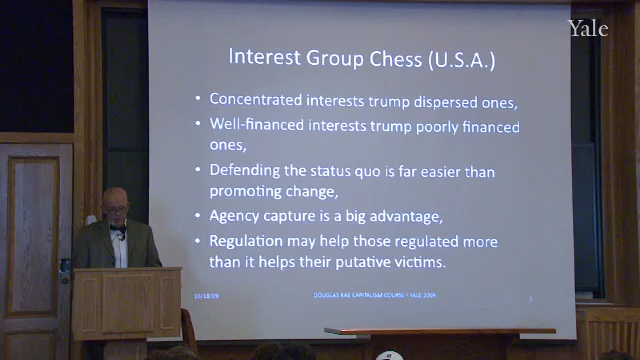 Yale
Interest Group Chess (U.S.A.)
• Concentrated interests trump dispersed ones,
• Well-financed interests trump poorly financed
ones,
• Defending the status quo is far easier than
promoting change,
• Agency capture is a big advantage,
• Regulation may help those regulated more
than it helps their putative victims.
DOUGLAS RAE CAPITALISM COURSE / YALE 2009